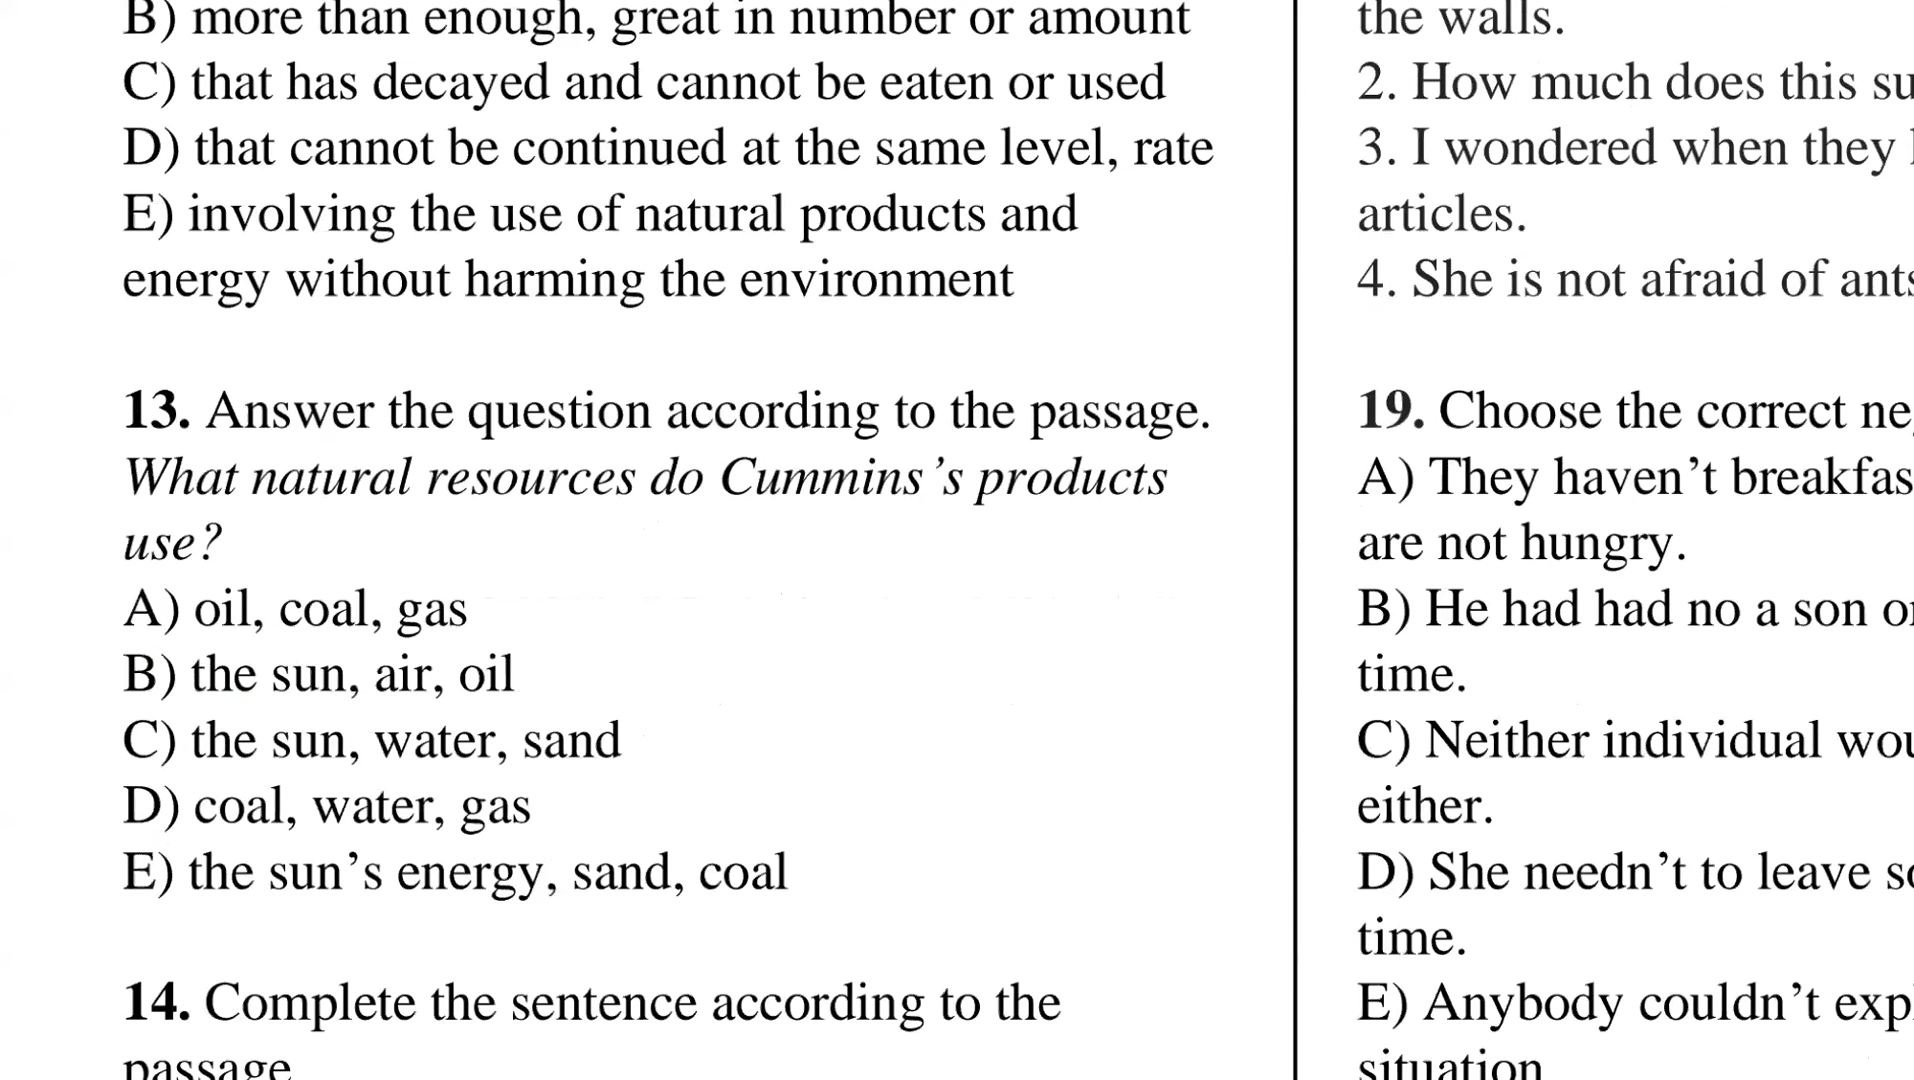 B) more than enough, great in number or amount
C) that has decayed and cannot be eaten or used
D) that cannot be continued at the same level, rate
E) involving the use of natural products and
energy without harming the environment
13. Answer the question according to the passage.
What natural resources do Cummins’s products
use?
A) oil, coal, gas
B) the sun, air, oil
C) the sun, water, sand
D) coal, water, gas
E) the sun’s energy, sand, coal
14. Complete the sentence according to the
passage
the walls.
2. How much does this
3. I wondered when they
articles.
4. She is not afraid of ants
19. Choose the correct
A) They haven’t
are not hungry.
B) He had had no a son
time.
C) Neither individual
either.
D) She needn’t to leave
time.
E) Anybody couldn’t
situation